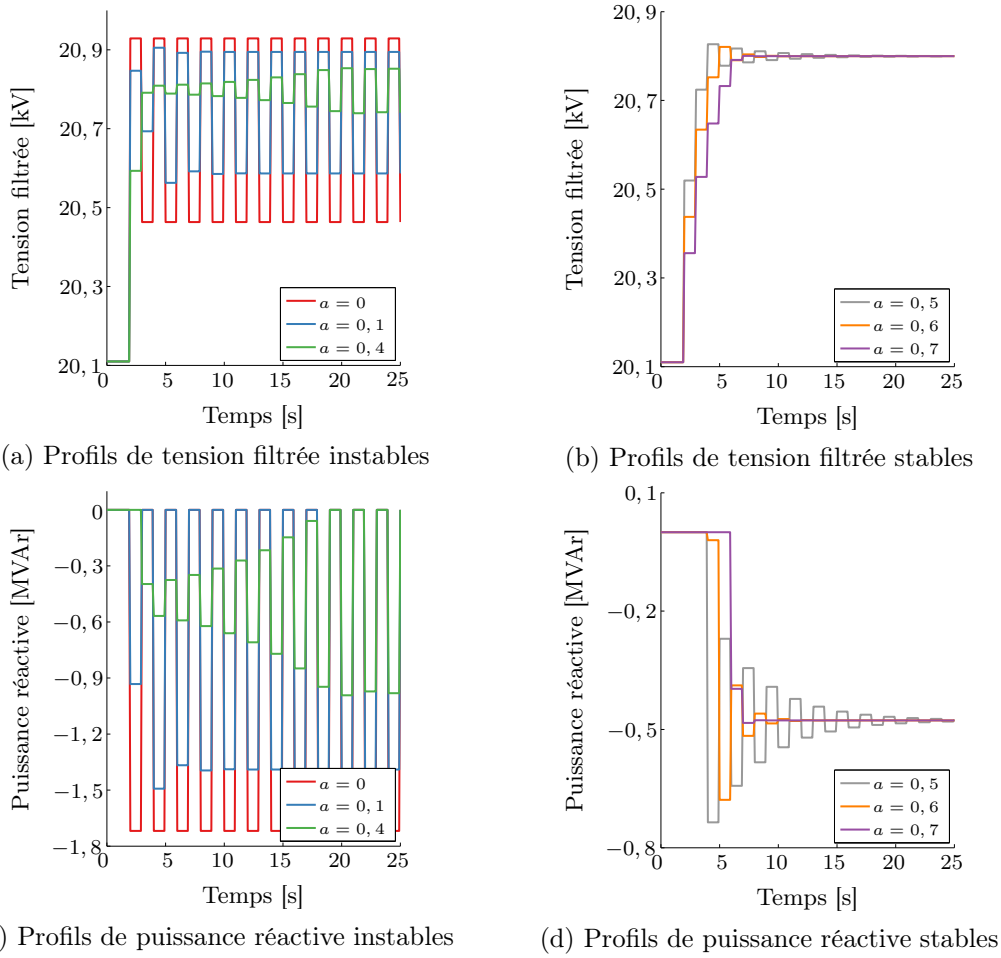 20, 9
20, 7
20, 5
20, 3
20, 1
Tension filtrée [kV]
a = 0
a = 0, 1
a = 0, 4
0 5 10 15 20 25
Temps [s]
(a) Profils de tension filtrée instables
20, 9
20, 7
20, 5
20, 3
20, 1
Tension filtrée [kV]
a = 0, 5
a = 0, 6
a = 0, 7
0 5 10 15 20 25
Temps [s]
(b) Profils de tension filtrée stables
0
−0, 3
−0, 6
−0, 9
−1, 2
−1, 5
−1, 8
Puissance réactive [MVAr]
a = 0
a = 0, 1
a = 0, 4
0 5 10 15 20 25
Temps [s]
) Profils de puissance réactive instables
0, 1
−0, 2
−0, 5
−0, 8
Puissance réactive [MVAr]
a = 0, 5
a = 0, 6
a = 0, 7
0 5 10 15 20 25
Temps [s]
(d) Profils de puissance réactive stables